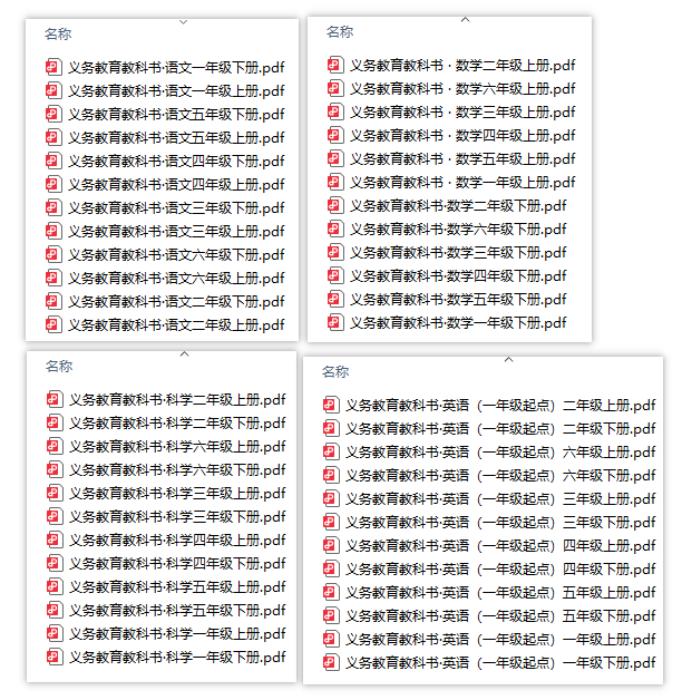 名称
义务教育教科书·语文一年级下册.pdf
义务教育教科书·语文一年级上册.pdf
义务教育教科书·语文五年级下册.pdf
义务教育教科书·语文五年级上册.pdf
义务教育教科书·语文四年级下册.pdf
义务教育教科书·语文四年级上册.pdf
义务教育教科书·语文三年级下册.pdf
义务教育教科书·语文三年级上册.pdf
义务教育教科书·语文六年级下册.pdf
义务教育教科书·语文六年级上册.pdf
义务教育教科书·语文二年级下册.pdf
义务教育教科书·语文二年级上册.pdf
名称
义务教育教科书 · 数学二年级上册.pdf
义务教育教科书 · 数学六年级上册.pdf
义务教育教科书 · 数学三年级上册.pdf
义务教育教科书 · 数学四年级上册.pdf
义务教育教科书 · 数学五年级上册.pdf
义务教育教科书 · 数学一年级上册.pdf
义务教育教科书·数学二年级下册.pdf
义务教育教科书·数学六年级下册.pdf
义务教育教科书·数学三年级下册.pdf
义务教育教科书·数学四年级下册.pdf
义务教育教科书·数学五年级下册.pdf
义务教育教科书·数学一年级下册.pdf
名称
义务教育教科书·科学二年级上册.pdf
义务教育教科书·科学二年级下册.pdf
义务教育教科书·科学六年级上册.pdf
义务教育教科书·科学六年级下册.pdf
义务教育教科书·科学三年级上册.pdf
义务教育教科书·科学三年级下册.pdf
义务教育教科书·科学四年级上册.pdf
义务教育教科书·科学四年级下册.pdf
义务教育教科书·科学五年级上册.pdf
义务教育教科书·科学五年级下册.pdf
义务教育教科书·科学一年级上册.pdf
义务教育教科书·科学一年级下册.pdf
名称
义务教育教科书·英语（一年级起点）二年级上册.pdf
义务教育教科书·英语（一年级起点）二年级下册.pdf
义务教育教科书·英语（一年级起点）六年级上册.pdf
义务教育教科书·英语（一年级起点）六年级下册.pdf
义务教育教科书·英语（一年级起点）三年级上册.pdf
义务教育教科书·英语（一年级起点）三年级下册.pdf
义务教育教科书·英语（一年级起点）四年级上册.pdf
义务教育教科书·英语（一年级起点）四年级下册.pdf
义务教育教科书·英语（一年级起点）五年级上册.pdf
义务教育教科书·英语（一年级起点）五年级下册.pdf
义务教育教科书·英语（一年级起点）一年级上册.pdf
义务教育教科书·英语（一年级起点）一年级下册.pdf